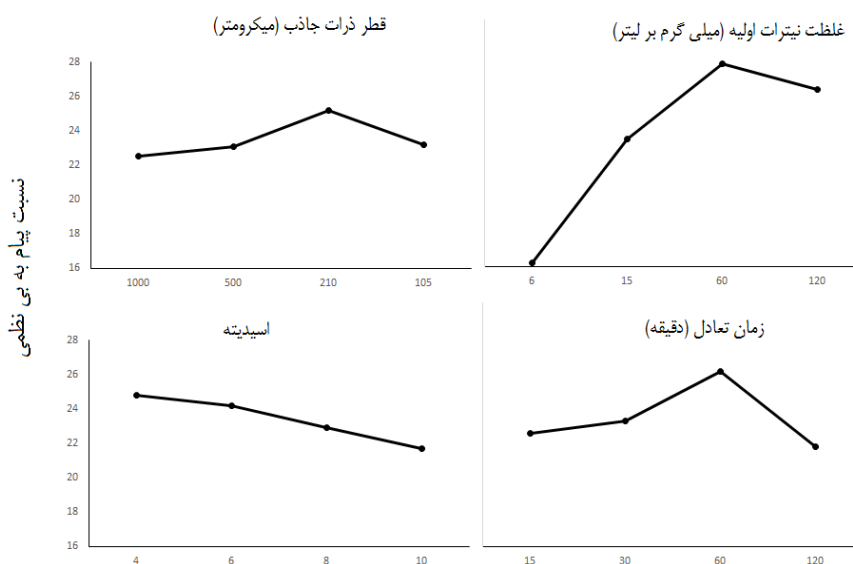 قطر ذرات جاذب (میکرومتر)
غلظت نیترات اولیه (میلی گرم بر لیتر)
نسبت پیام به بی نظمی
28
26
24
22
20
18
16
1000 500 210 105
6 15 60 120
اسیدیته
زمان تعادل (دقیقه)
28
26
24
22
20
18
16
4 6 8 10
15 30 60 120